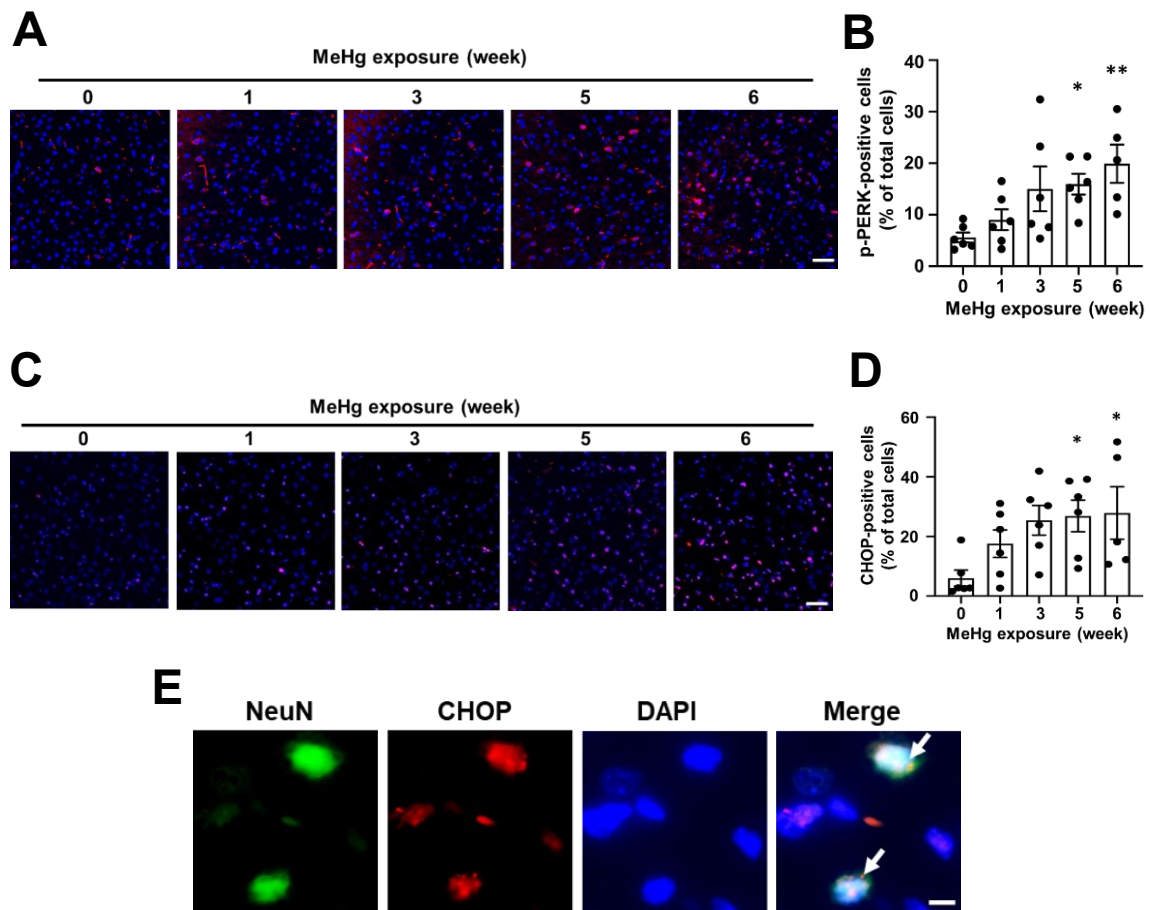 A
MeHg exposure (week)
0 1 3 5 6
B
p-PERK-positive cells
(% of total cells)
40
30
20
10
0
*
**
0 1 3 5 6
MeHg exposure (week)
C
MeHg exposure (week)
0 1 3 5 6
D
CHOP-positive cells
(% of total cells)
60
40
20
0
*
*
0 1 3 5 6
MeHg exposure (week)
E
NeuN CHOP DAPI Merge